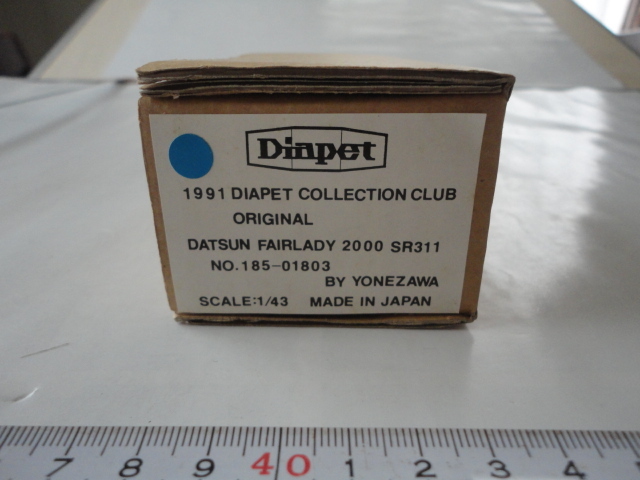 Diapet
1991 DIAPET COLLECTION CLUB
ORIGINAL
DATSUN FAIRLADY 2000 SR311
NO.185-01803
BY YONEZAWA
SCALE:1/43 MADE IN JAPAN
7 8 9 40 1 2 3 4